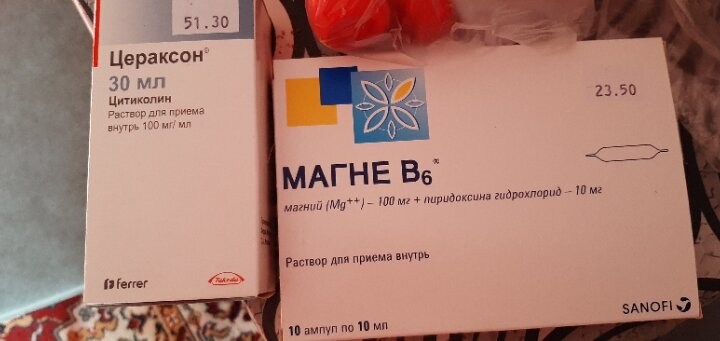 51.30
Цераксон®
30 мл
Цитиколин
Раствор для приема
внутрь 100 мг/ мл
ferrer
Takeda
23.50
МАГНЕ В6®
магний (Mg++) – 100 мг + пиридоксина гидрохлорид – 10 мг
Раствор для приема внутрь
10 ампул по 10 мл
SANOFI